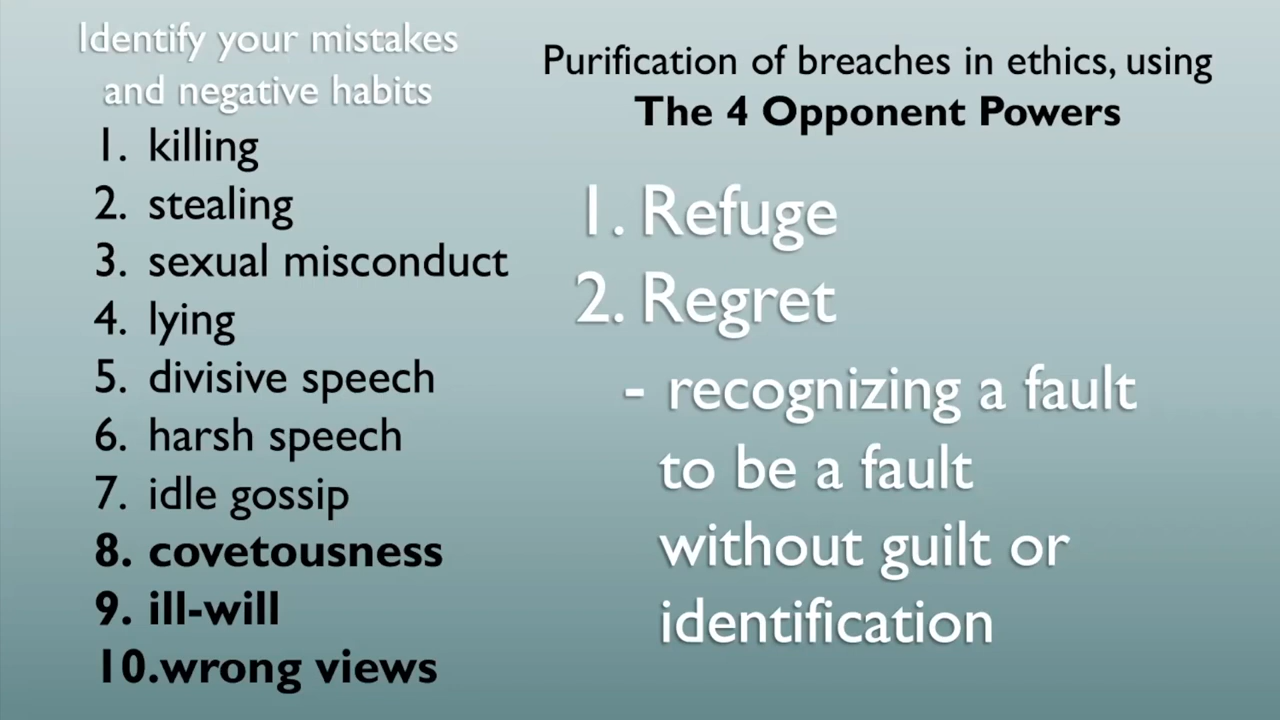 Identify your mistakes
and negative habits
1. killing
2. stealing
3. sexual misconduct
4. lying
5. divisive speech
6. harsh speech
7. idle gossip
8. covetousness
9. ill-will
10.wrong views
Purification of breaches in ethics, using
The 4 Opponent Powers
1. Refuge
2. Regret
- recognizing a fault
to be a fault
without guilt or
identification